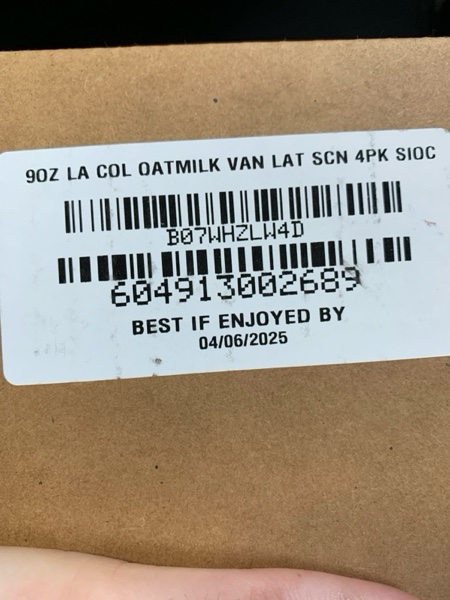 9OZ LA COL OATMILK VAN LAT SCN 4PK SIOC
B07WHZLW4D
604913002689
BEST IF ENJOYED BY
04/06/2025